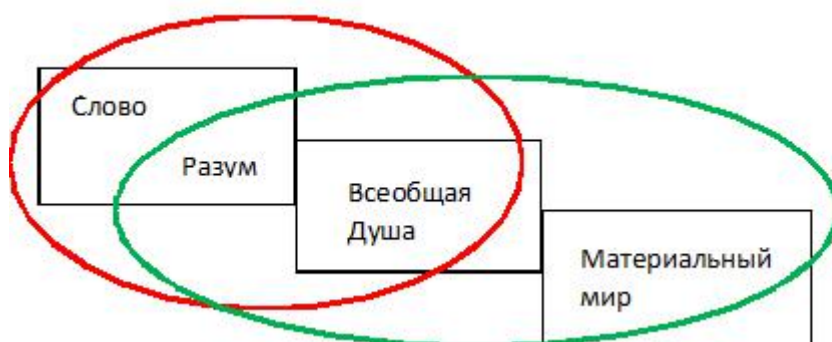 Слово
Разум
Всеобщая
Душа
Материальный
мир